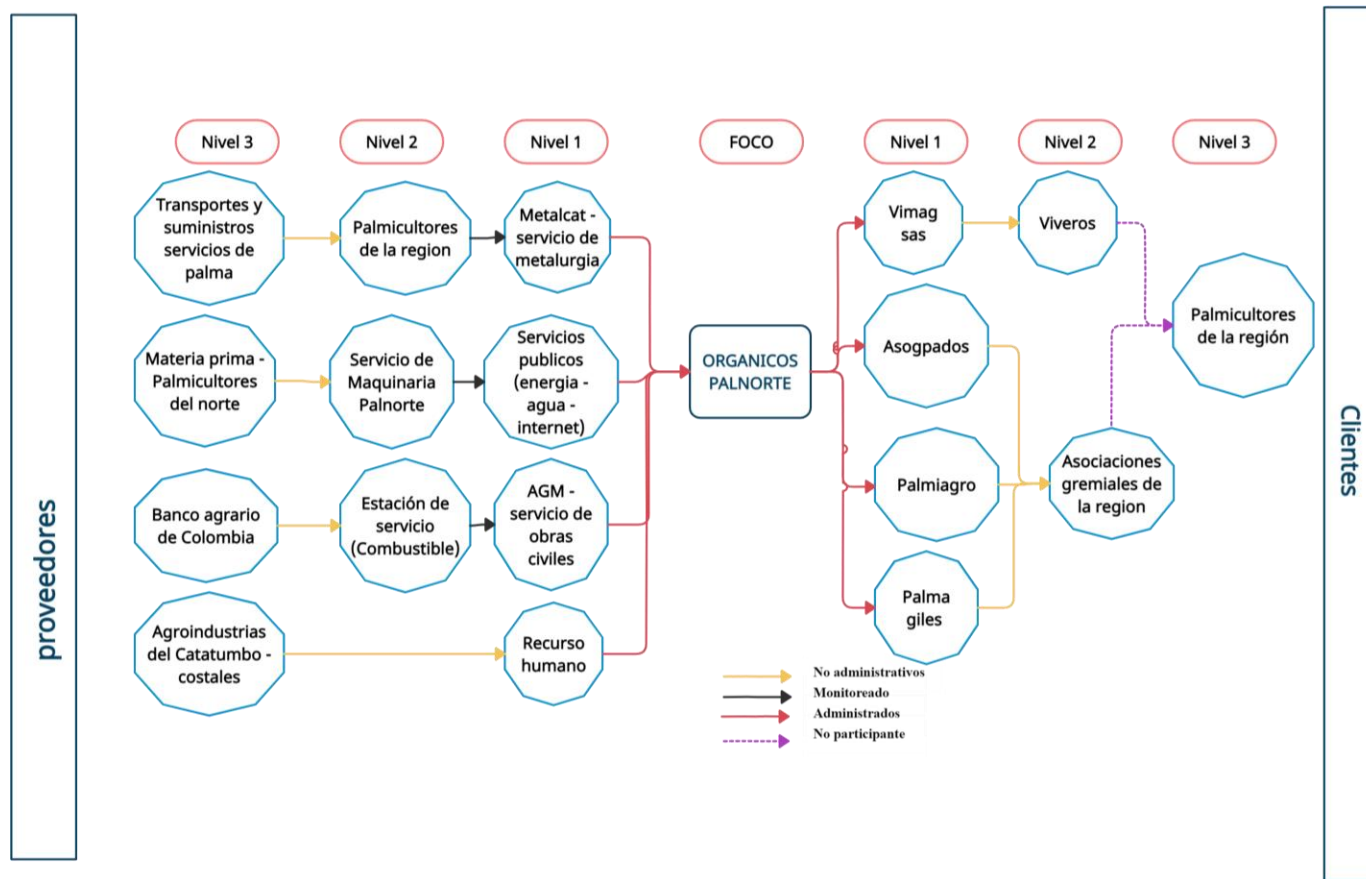 proveedores
Nivel 3
Nivel 2
Nivel 1
FOCO
Nivel 1
Nivel 2
Nivel 3
Transportes y
suministros
servicios de
palma
Palmicultores
de la region
Metalcat -
servicio de
metalurgia
Vimag
sas
Viveros
Materia prima -
Palmicultores
del norte
Servicio de
Maquinaria
Palnorte
Servicios
publicos
(energia -
agua -
internet)
ORGANICOS
PALNORTE
Asogpados
Palmicultores
de la región
Banco agrario
de Colombia
Estación de
servicio
(Combustible)
AGM -
servicio de
obras
civiles
Palmiagro
Asociaciones
gremiales de
la region
Agroindustrias
del Catatumbo -
costales
Recurso
humano
Palma
giles
No administrativos
Monitoreado
Administrados
No participante
Clientes